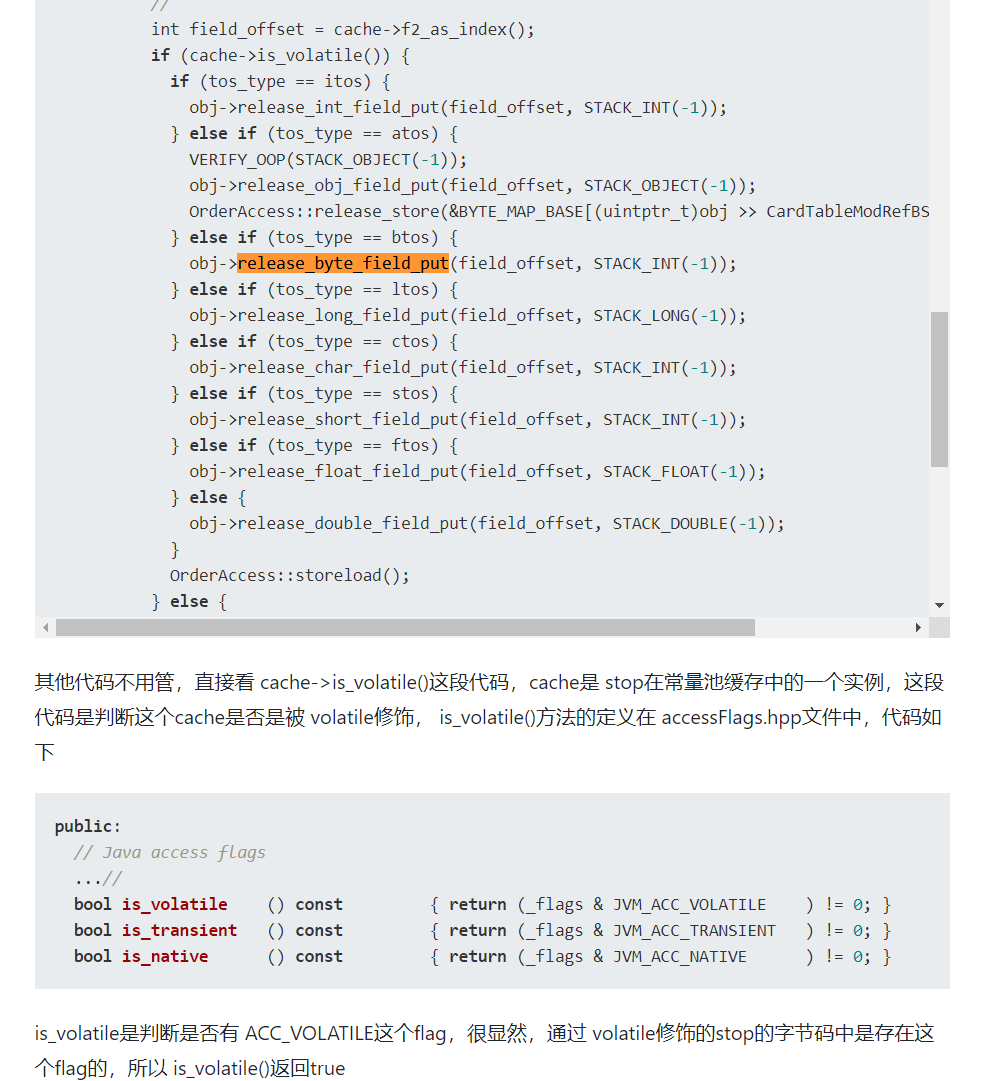 //
int field_offset = cache->f2_as_index();
if (cache->is_volatile()) {
if (tos_type == itos) {
obj->release_int_field_put(field_offset, STACK_INT(-1));
} else if (tos_type == atos) {
VERIFY_OOP(STACK_OBJECT(-1));
obj->release_obj_field_put(field_offset, STACK_OBJECT(-1));
OrderAccess::release_store(&BYTE_MAP_BASE[(uintptr_t)obj >> CardTableModRefBS
} else if (tos_type == btos) {
obj->release_byte_field_put(field_offset, STACK_INT(-1));
} else if (tos_type == ltos) {
obj->release_long_field_put(field_offset, STACK_LONG(-1));
} else if (tos_type == ctos) {
obj->release_char_field_put(field_offset, STACK_INT(-1));
} else if (tos_type == stos) {
obj->release_short_field_put(field_offset, STACK_INT(-1));
} else if (tos_type == ftos) {
obj->release_float_field_put(field_offset, STACK_FLOAT(-1));
} else {
obj->release_double_field_put(field_offset, STACK_DOUBLE(-1));
}
OrderAccess::storeload();
} else {
其他代码不用管，直接看 cache->is_volatile()这段代码，cache是 stop在常量池缓存中的一个实例，这段
代码是判断这个cache是否是被 volatile修饰， is_volatile()方法的定义在 accessFlags.hpp文件中，代码如
下
public:
// Java access flags
...//
bool is_volatile () const { return (_flags & JVM_ACC_VOLATILE ) != 0; }
bool is_transient () const { return (_flags & JVM_ACC_TRANSIENT ) != 0; }
bool is_native () const { return (_flags & JVM_ACC_NATIVE ) != 0; }
is_volatile是判断是否有 ACC_VOLATILE这个flag，很显然，通过 volatile修饰的stop的字节码中是存在这
个flag的，所以 is_volatile()返回true